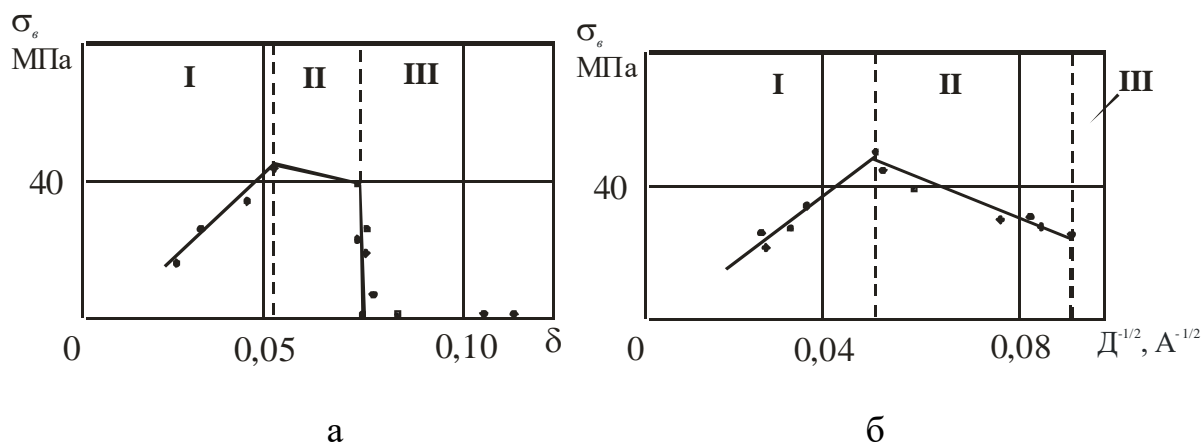 σв
МПа
I
II
III
40
0
0,05
0,10
δ
а
σв
МПа
I
II
III
40
0
0,04
0,08
Д-1/2, А-1/2
б